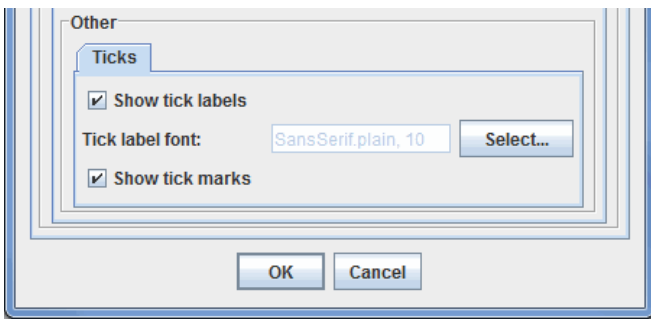 Other
Ticks
Show tick labels
Tick label font: SansSerif.plain, 10 Select...
Show tick marks
OK Cancel